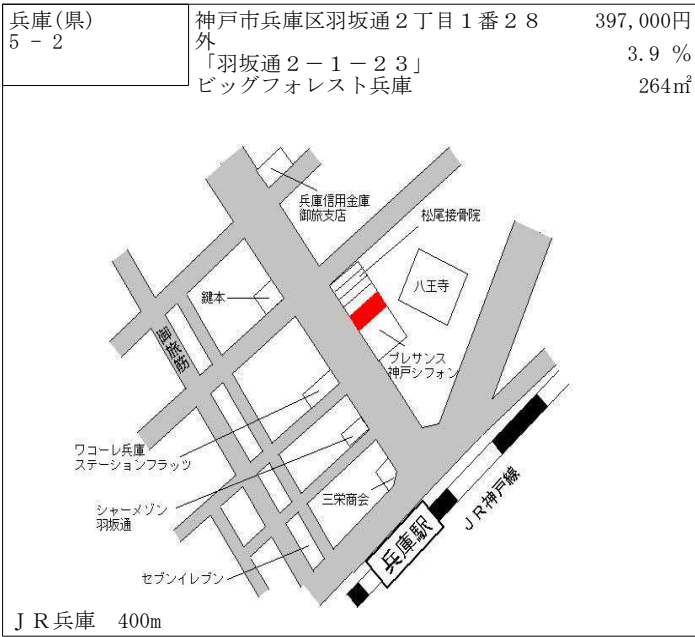 兵庫(県)
5 － 2
神戸市兵庫区羽坂通２丁目１番２８
外
「羽坂通２－１－２３」
ビッグフォレスト兵庫
397,000円
3.9 %
264㎡
兵庫信用金庫
御旅支店
松尾接骨院
八王寺
鍵本
御旅筋
プレサンス
神戸シフォン
ワコーレ兵庫
ステーションフラッツ
シャーメゾン
羽坂通
三栄商会
ＪＲ神戸線
兵庫駅
セブンイレブン
ＪＲ兵庫　400m